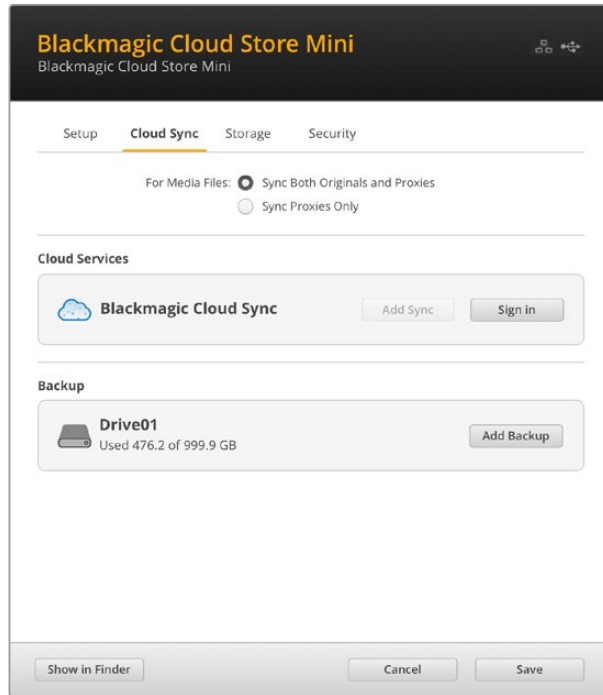 Blackmagic Cloud Store Mini
Blackmagic Cloud Store Mini
Setup Cloud Sync Storage Security
For Media Files: Sync Both Originals and Proxies
Sync Proxies Only
Cloud Services
Blackmagic Cloud Sync Add Sync Sign in
Backup
Drive01
Used 476.2 of 999.9 GB
Add Backup
Show in Finder Cancel Save